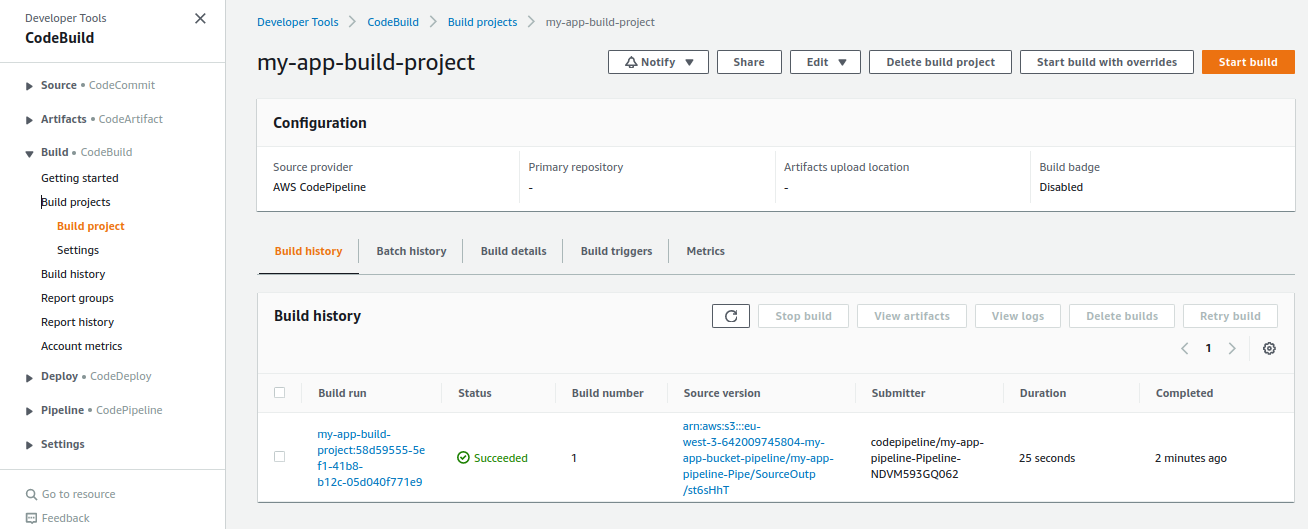 Developer Tools
CodeBuild
Source • CodeCommit
Artifacts • CodeArtifact
Build • CodeBuild
Getting started
Build projects
Build project
Settings
Build history
Report groups
Report history
Account metrics
Deploy • CodeDeploy
Pipeline • CodePipeline
Settings
Go to resource
Feedback
Developer Tools > CodeBuild > Build projects > my-app-build-project
my-app-build-project
Notify Share Edit Delete build project Start build with overrides Start build
Configuration
Source provider Primary repository Artifacts upload location Build badge
AWS CodePipeline - - Disabled
Build history Batch history Build details Build triggers Metrics
Build history Stop build View artifacts View logs Delete builds Retry build
< 1 >
Build run Status Build number Source version Submitter Duration Completed
my-app-build-
project:58d59555-5e
f1-41b8-
b12c-05d040f771e9
Succeeded
1
arn:aws:s3:::eu-
west-3-642009745804-my-
app-bucket-pipeline/my-app-
pipeline-Pipe/SourceOutp
/st6sHhT
codepipeline/my-app-
pipeline-Pipeline-
NDVM593GQ062
25 seconds
2 minutes ago